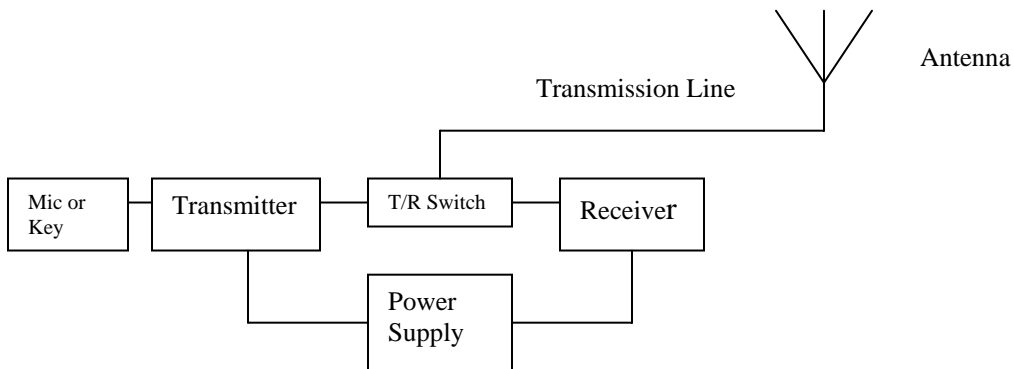 Antenna
Transmission Line
Mic or
Key
Transmitter
T/R Switch
Receiver
Power
Supply